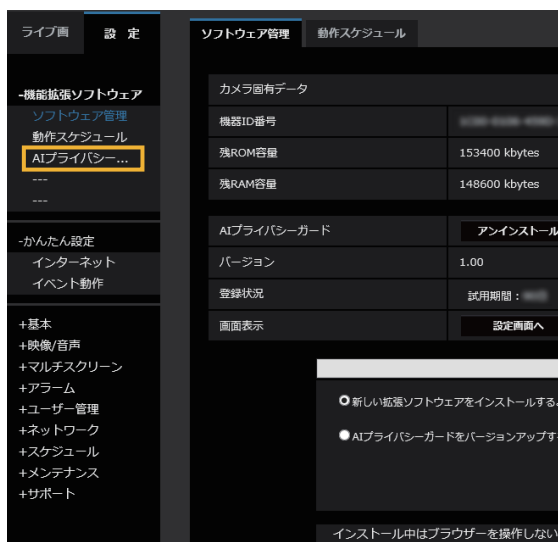 ライブ画
設 定
ソフトウェア管理
動作スケジュール
-機能拡張ソフトウェア
ソフトウェア管理
動作スケジュール
AIプライバシー...
---
---
-かんたん設定
インターネット
イベント動作
+基本
+映像/音声
+マルチスクリーン
+アラーム
+ユーザー管理
+ネットワーク
+スケジュール
+メンテナンス
+サポート
カメラ固有データ
機器ID番号
残ROM容量 153400 kbytes
残RAM容量 148600 kbytes
AIプライバシーガード アンインストール
バージョン 1.00
登録状況 試用期間:
画面表示 設定画面へ
新しい拡張ソフトウェアをインストールする
AIプライバシーガードをバージョンアップす
インストール中はブラウザーを操作しない